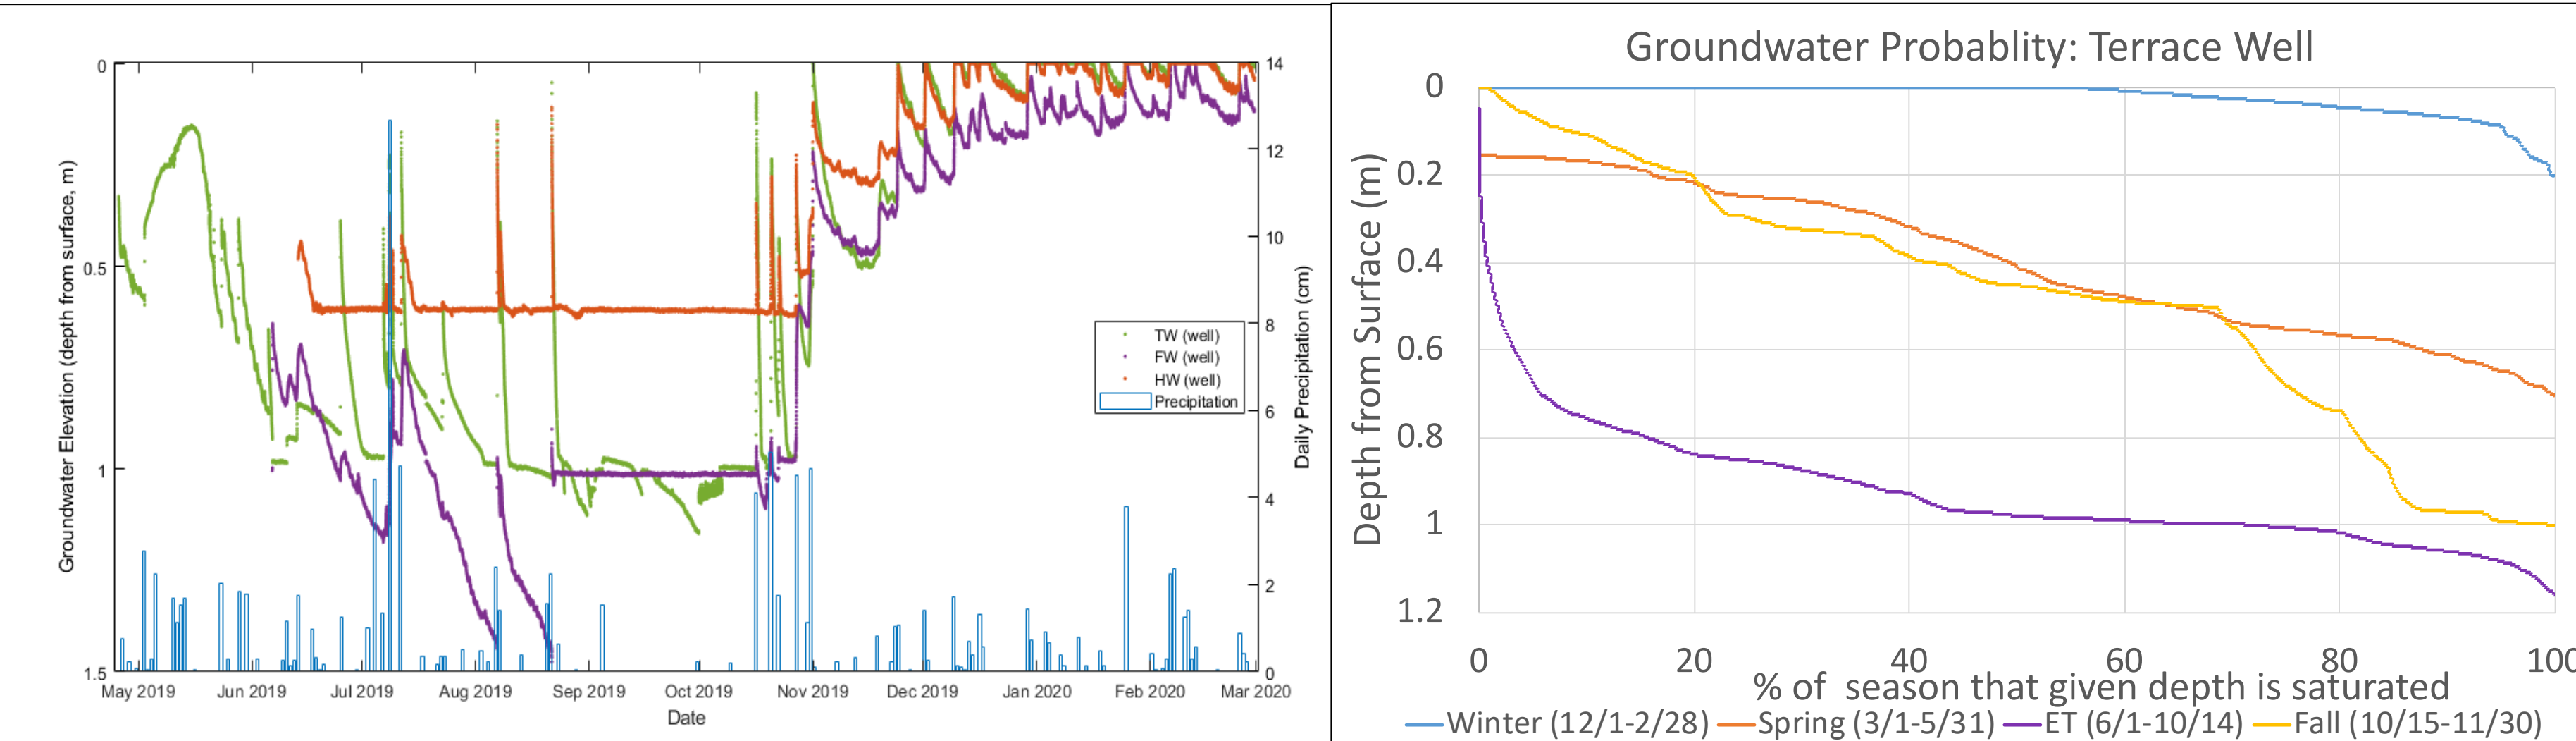 Groundwater Elevation (depth from surface, m)
0
0.5
1
1.5
14
12
10
8
6
4
2
0
Daily Precipitation (cm)
TW (well)
FW (well)
HW (well)
Precipitation
May 2019 Jun 2019 Jul 2019 Aug 2019 Sep 2019 Oct 2019 Nov 2019 Dec 2019 Jan 2020 Feb 2020 Mar 2020
Date
Groundwater Probablity: Terrace Well
Depth from Surface (m)
0
0.2
0.4
0.6
0.8
1
1.2
0 20 40 60 80 100
% of season that given depth is saturated
Winter (12/1-2/28) Spring (3/1-5/31) ET (6/1-10/14) Fall (10/15-11/30)